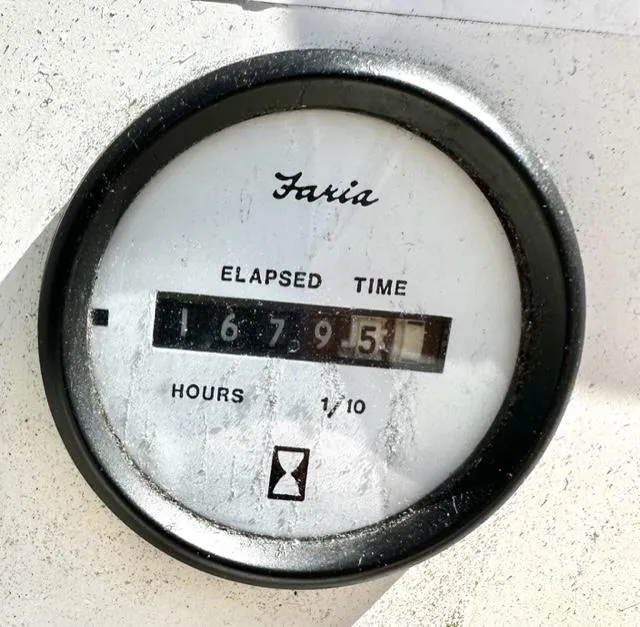 Faria
ELAPSED TIME
1 6 7 9 5
HOURS 1/10